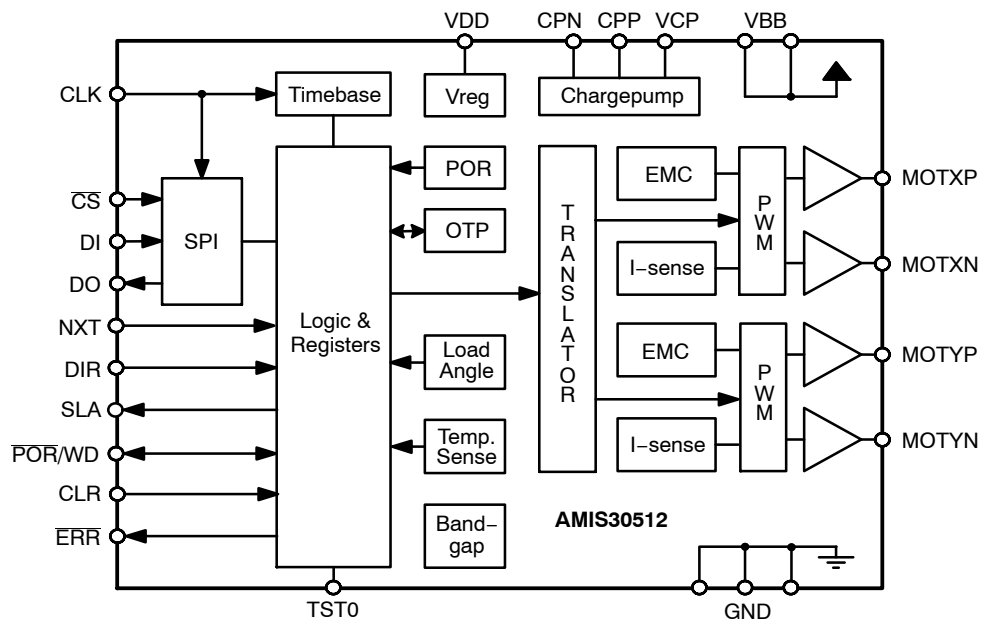 VDD
CPN
CPP
VCP
VBB
CLK
Timebase
Vreg
Chargepump
CS
DI
DO
SPI
NXT
DIR
SLA
POR/WD
CLR
ERR
Logic &
Registers
POR
OTP
Load
Angle
Temp.
Sense
Band–
gap
TRANSLATOR
EMC
I–sense
PWM
EMC
I–sense
PWM
MOTXP
MOTXN
MOTYP
MOTYN
AMIS30512
TST0
GND